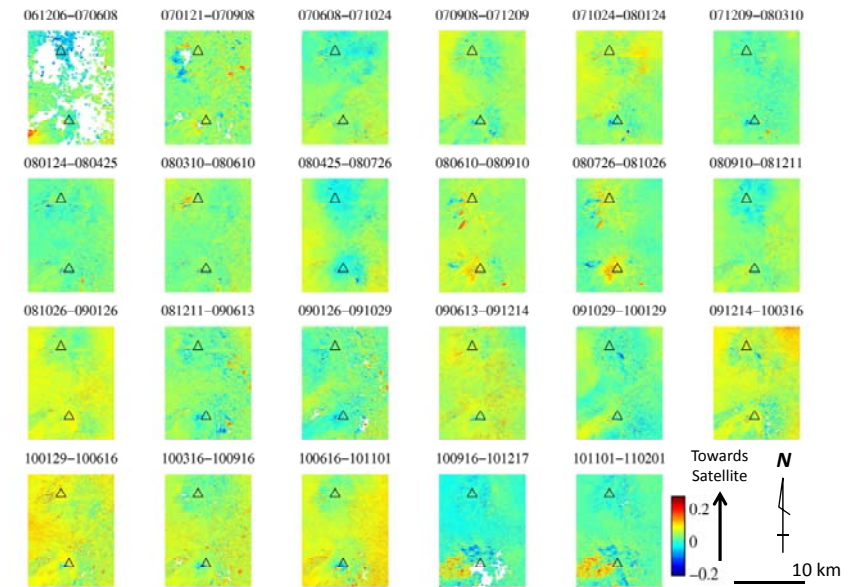 061206−070608 070121−070908 070608−071024 070908−071209 071024−080124 071209−080310
080124−080425 080310−080610 080425−080726 080610−080910 080726−081026 080910−081211
081026−090126 081211−090613 090126−091029 090613−091214 091029−100129 091214−100316
100129−100616 100316−100916 100616−101101 100916−101217 101101−110201
Towards
Satellite
N
0.2
0
−0.2
10 km